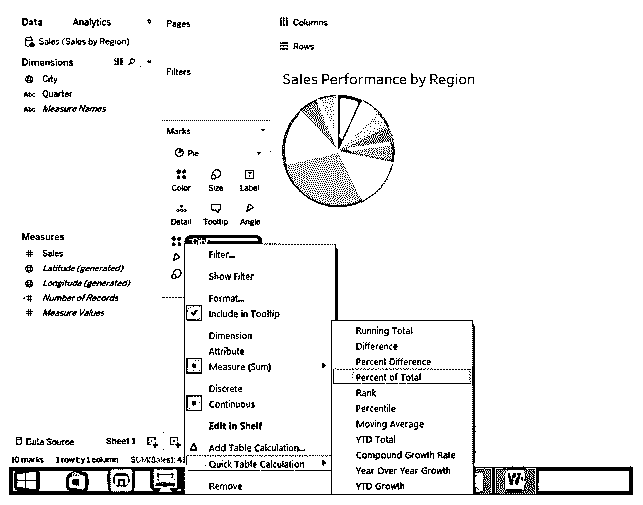 Data Analytics
Pages
Columns
Sales (Sales by Region)
Rows
Dimensions
Filters
City
Abc Quarter
Abc Measure Names
Sales Performance by Region
Marks
Pie
Color Size Label
Detail Tooltip Angle
Measures
# Sales
Latitude (generated)
Longitude (generated)
# Number of Records
# Measure Values
City
Filter...
Show Filter
Format...
Include in Tooltip
Dimension
Attribute
Measure (Sum)
Discrete
Continuous
Edit in Shelf
Add Table Calculation...
Quick Table Calculation
Remove
Running Total
Difference
Percent Difference
Percent of Total
Rank
Percentile
Moving Average
YTD Total
Compound Growth Rate
Year Over Year Growth
YTD Growth
Data Source Sheet 1
10 marks 1 row by 1 column
W